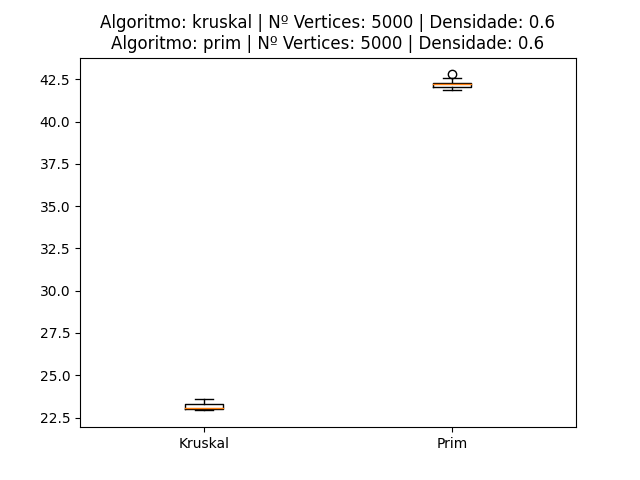 Algoritmo: kruskal | Nº Vertices: 5000 | Densidade: 0.6
Algoritmo: prim | Nº Vertices: 5000 | Densidade: 0.6
42.5
40.0
37.5
35.0
32.5
30.0
27.5
25.0
22.5
Kruskal
Prim